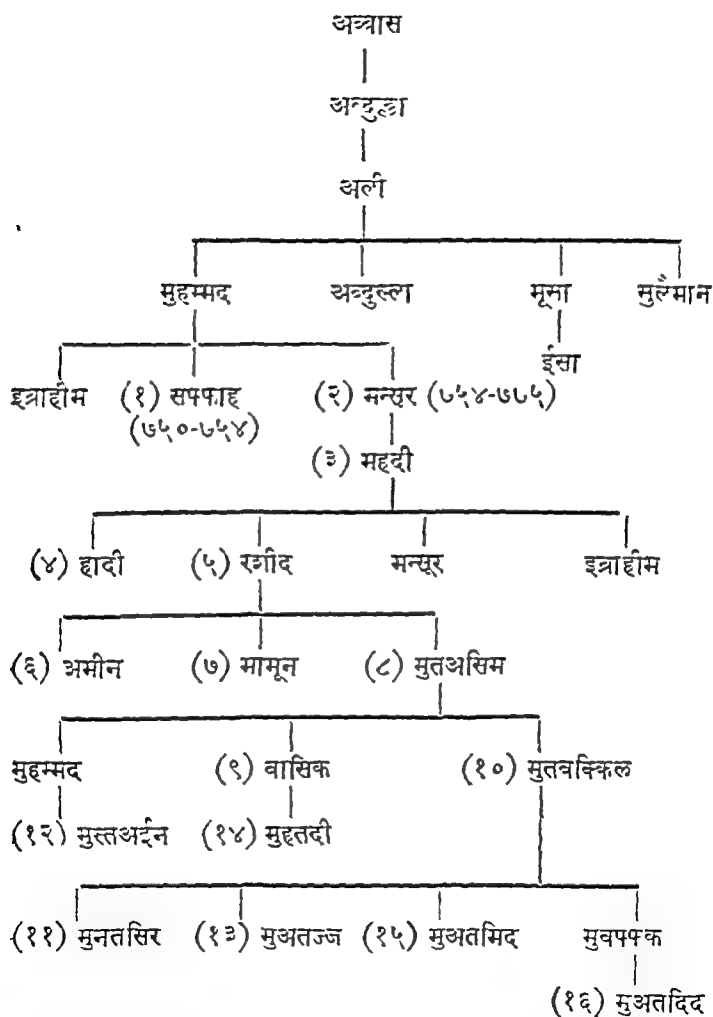 अब्बास
अब्दुल्ला
अली
मुहम्मद अब्दुल्ला मूसा सुलैमान
ईसा
इब्राहीम (१) सफ्फाह (२) मन्सूर (७५४-७७५)
(७५०-७५४)
(३) महदी
(४) हादी (५) रशीद मन्सूर इब्राहीम
(६) अमीन (७) मामून (८) मुतअसिम
मुहम्मद (९) वासिक (१०) मुतवक्किल
(१२) मुस्तअईन (१४) मुहतदी
(११) मुनतसिर (१३) मुअतज्ज (१५) मुअतमिद मुवफ्फक
(१६) मुअतदिद